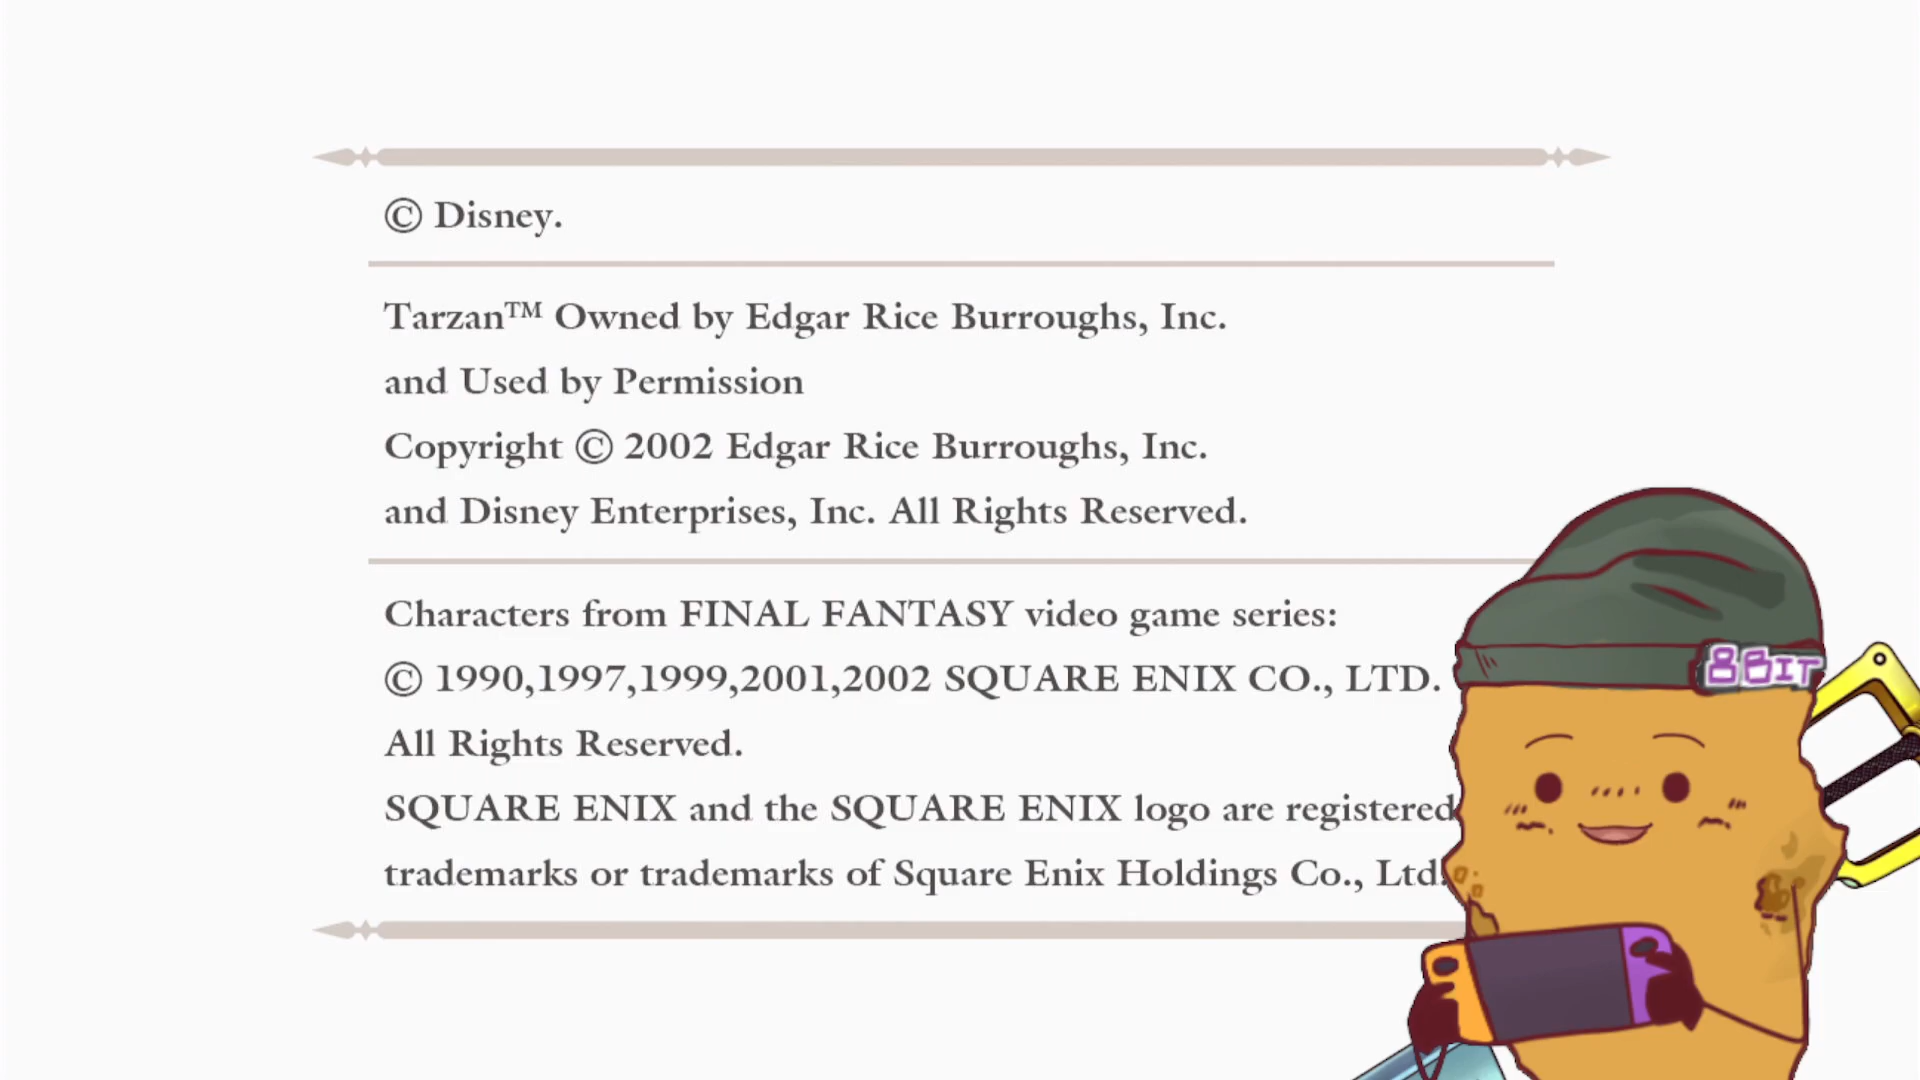 © Disney.
Tarzan™ Owned by Edgar Rice Burroughs, Inc.
and Used by Permission
Copyright © 2002 Edgar Rice Burroughs, Inc.
and Disney Enterprises, Inc. All Rights Reserved.
Characters from FINAL FANTASY video game series:
© 1990,1997,1999,2001,2002 SQUARE ENIX CO., LTD.
All Rights Reserved.
SQUARE ENIX and the SQUARE ENIX logo are registered
trademarks or trademarks of Square Enix Holdings Co., Ltd.
8BIT